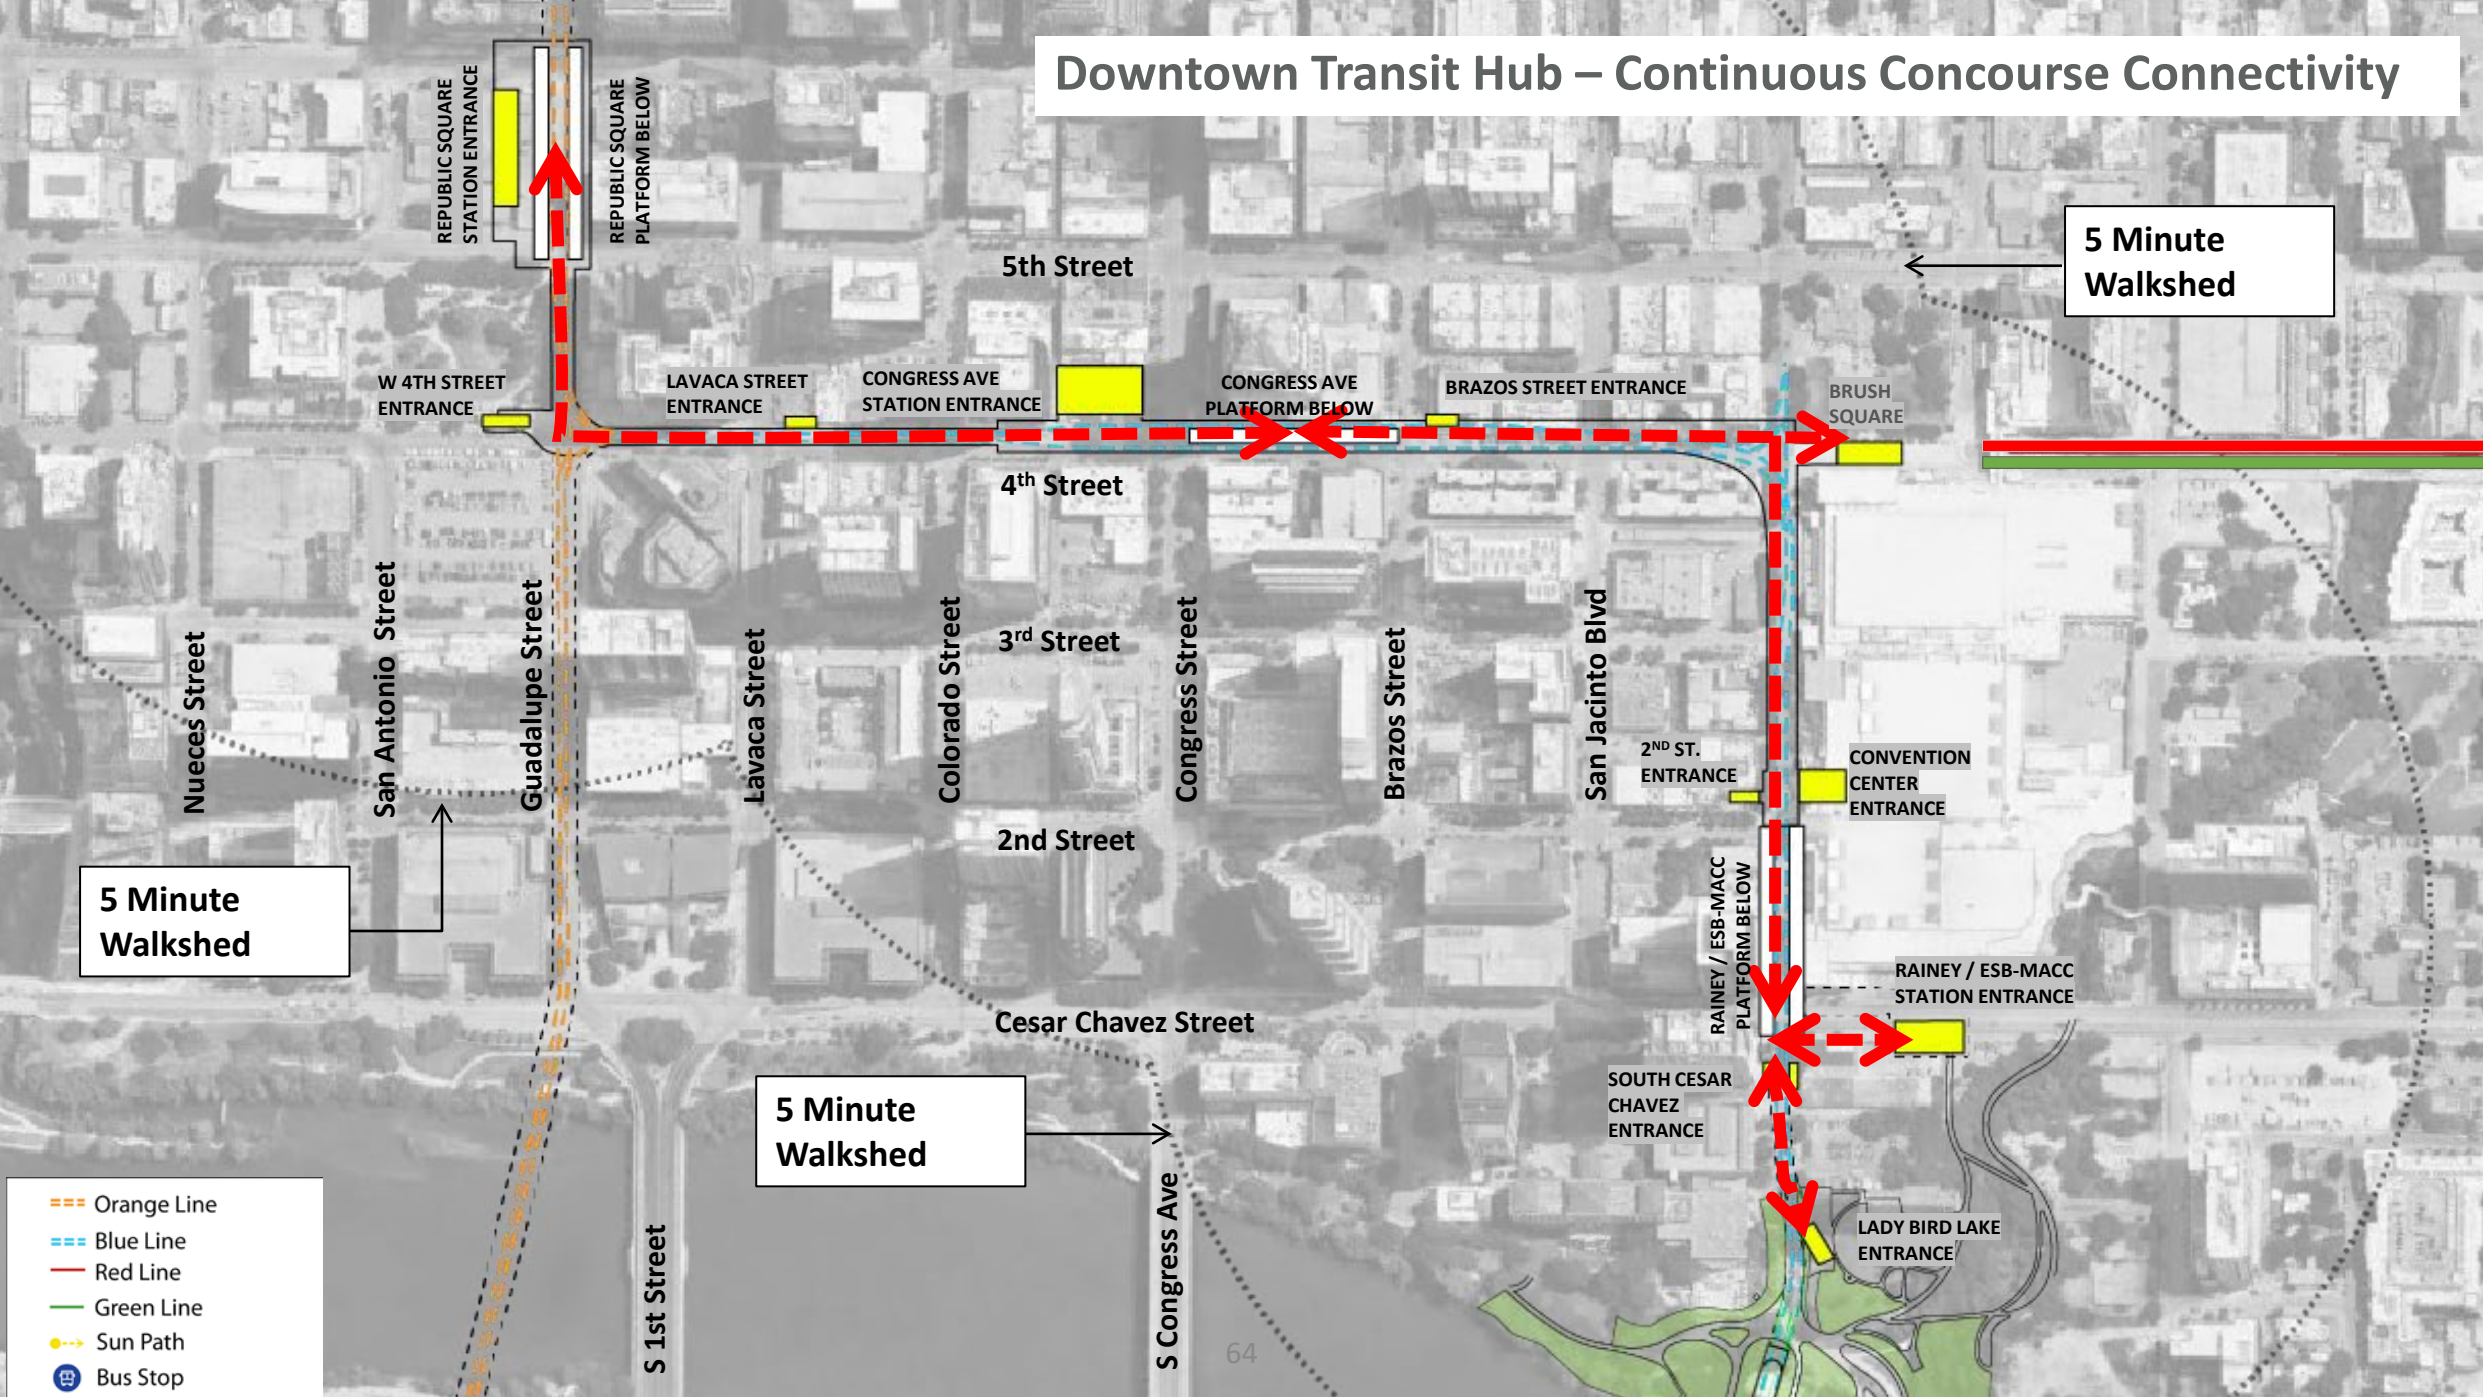 Downtown Transit Hub – Continuous Concourse Connectivity
REPUBLIC SQUARE
STATION ENTRANCE
REPUBLIC SQUARE
PLATFORM BELOW
5 Minute
Walkshed
5th Street
W 4TH STREET
ENTRANCE
LAVACA STREET
ENTRANCE
CONGRESS AVE
STATION ENTRANCE
CONGRESS AVE
PLATFORM BELOW
BRAZOS STREET ENTRANCE
BRUSH
SQUARE
4th Street
Nueces Street
San Antonio Street
Guadalupe Street
Lavaca Street
Colorado Street
3rd Street
Congress Street
Brazos Street
San Jacinto Blvd
2ND ST.
ENTRANCE
CONVENTION
CENTER
ENTRANCE
2nd Street
5 Minute
Walkshed
RAINEY / ESB-MACC
PLATFORM BELOW
RAINEY / ESB-MACC
STATION ENTRANCE
Cesar Chavez Street
5 Minute
Walkshed
SOUTH CESAR
CHAVEZ
ENTRANCE
LADY BIRD LAKE
ENTRANCE
S 1st Street
S Congress Ave
64
Orange Line
Blue Line
Red Line
Green Line
Sun Path
Bus Stop